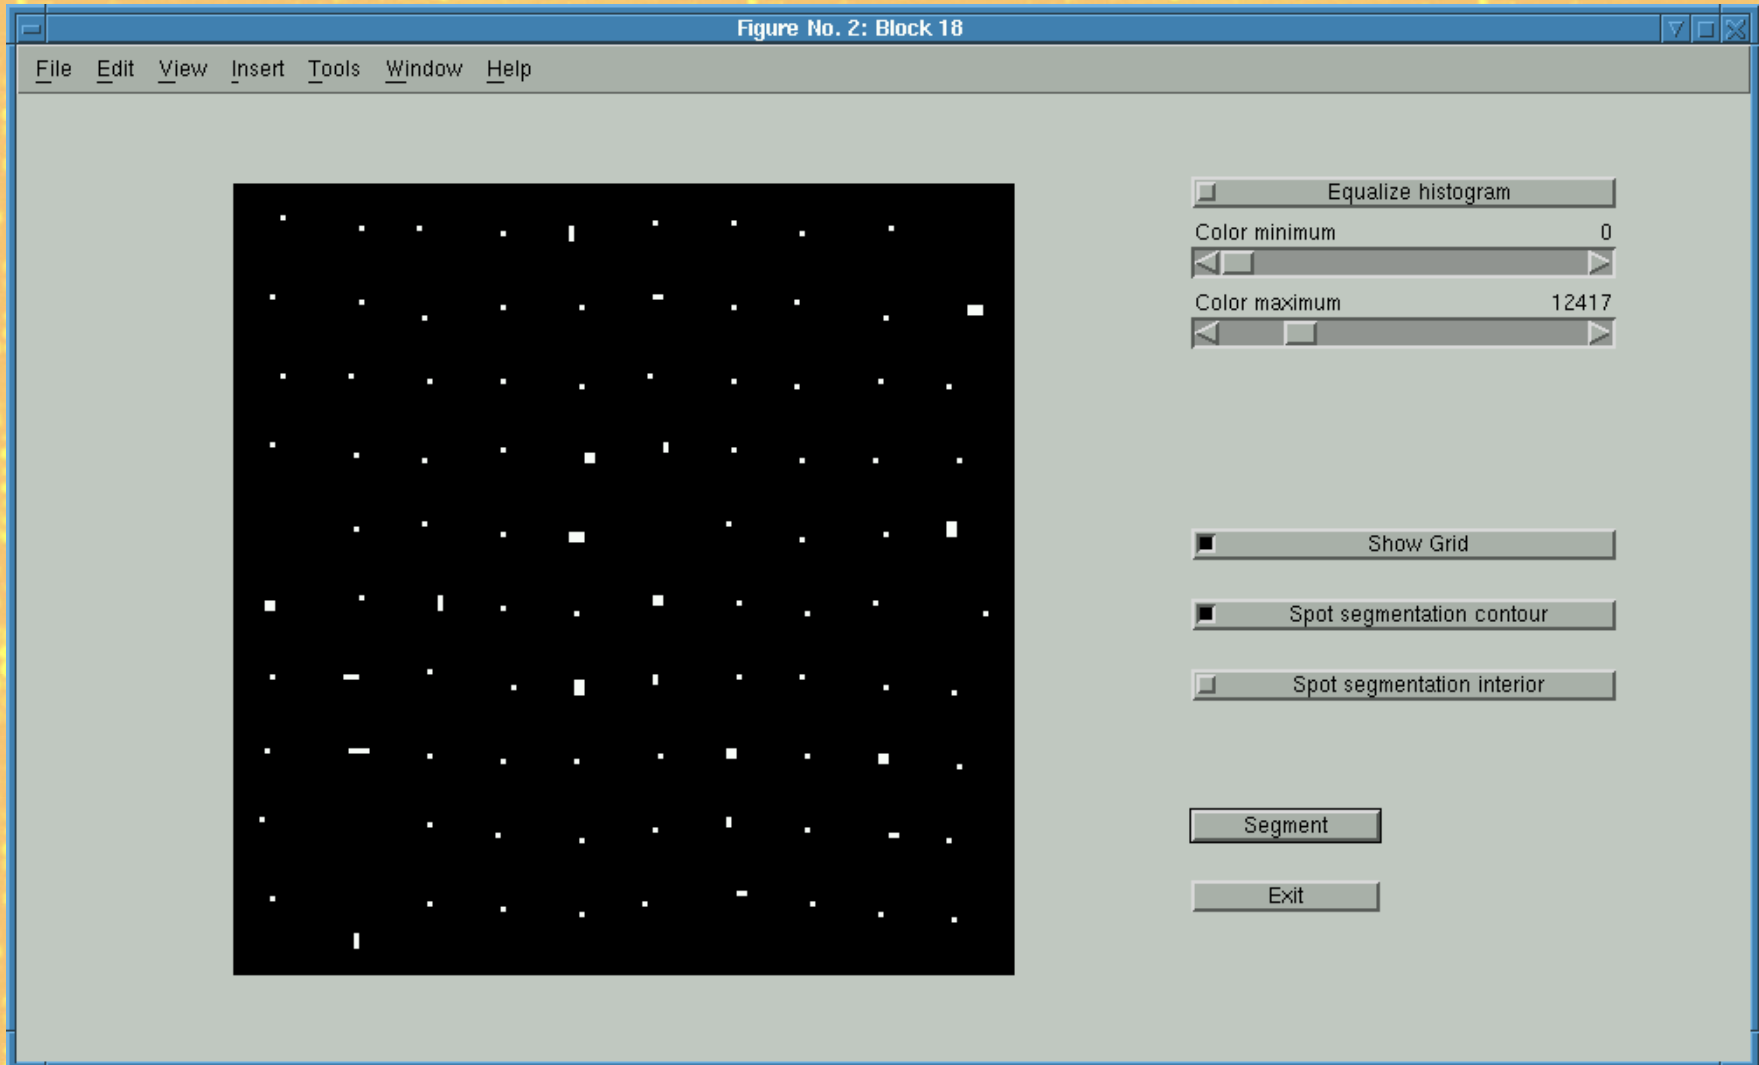 Figure No. 2: Block 18
File Edit View Insert Tools Window Help
Equalize histogram
Color minimum 0
Color maximum 12417
Show Grid
Spot segmentation contour
Spot segmentation interior
Segment
Exit